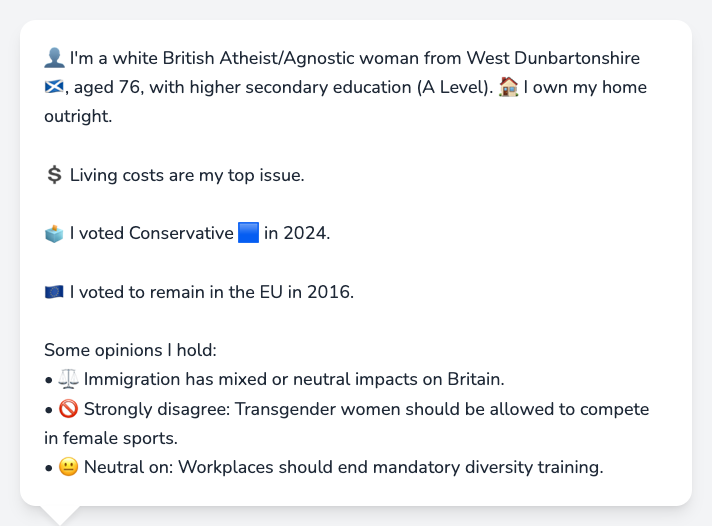 👤 I'm a white British Atheist/Agnostic woman from West Dunbartonshire
🏴󠁧󠁢󠁳󠁣󠁴󠁿, aged 76, with higher secondary education (A Level). 🏠 I own my home
outright.
💲 Living costs are my top issue.
🗳️ I voted Conservative 🟦 in 2024.
🇪🇺 I voted to remain in the EU in 2016.
Some opinions I hold:
• ⚖️ Immigration has mixed or neutral impacts on Britain.
• 🚫 Strongly disagree: Transgender women should be allowed to compete
in female sports.
• 😐 Neutral on: Workplaces should end mandatory diversity training.